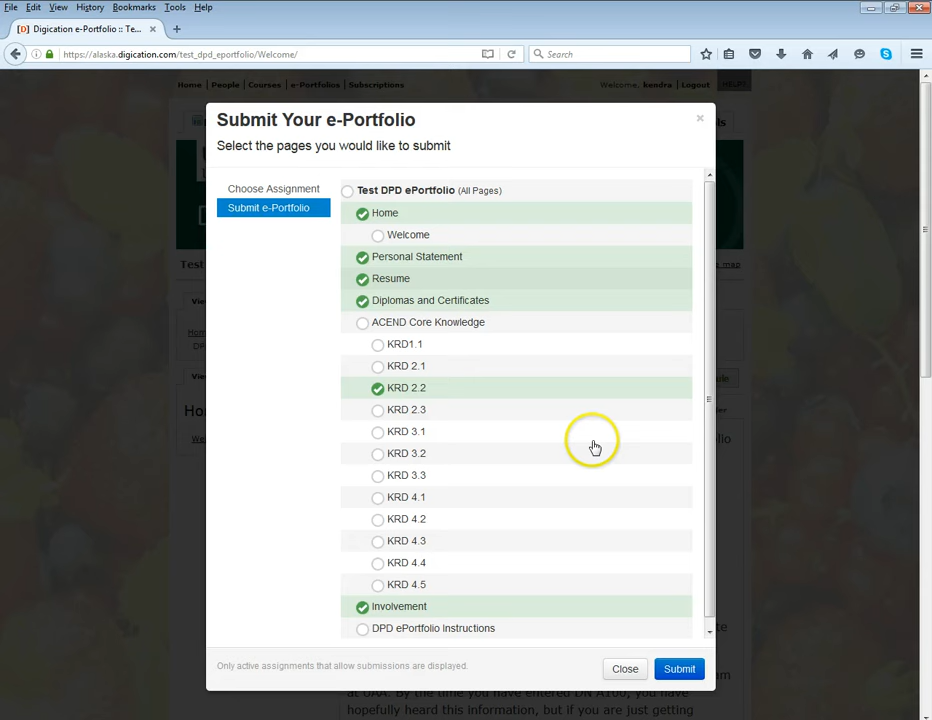 File Edit View History Bookmarks Tools Help
[D] Digication e-Portfolio :: Te...
https://alaska.digication.com/test_dpd_eportfolio/Welcome/
Search
Home | People | Courses | e-Portfolios | Subscriptions
Welcome, kendra | Logout
HELP!
Submit Your e-Portfolio
Select the pages you would like to submit
Choose Assignment
Submit e-Portfolio
Test DPD ePortfolio (All Pages)
Home
Welcome
Personal Statement
Resume
Diplomas and Certificates
ACEND Core Knowledge
KRD1.1
KRD 2.1
KRD 2.2
KRD 2.3
KRD 3.1
KRD 3.2
KRD 3.3
KRD 4.1
KRD 4.2
KRD 4.3
KRD 4.4
KRD 4.5
Involvement
DPD ePortfolio Instructions
Only active assignments that allow submissions are displayed.
Close
Submit
at UAA. By the time you have entered DN A100, you have
hopefully heard this information, but if you are just getting